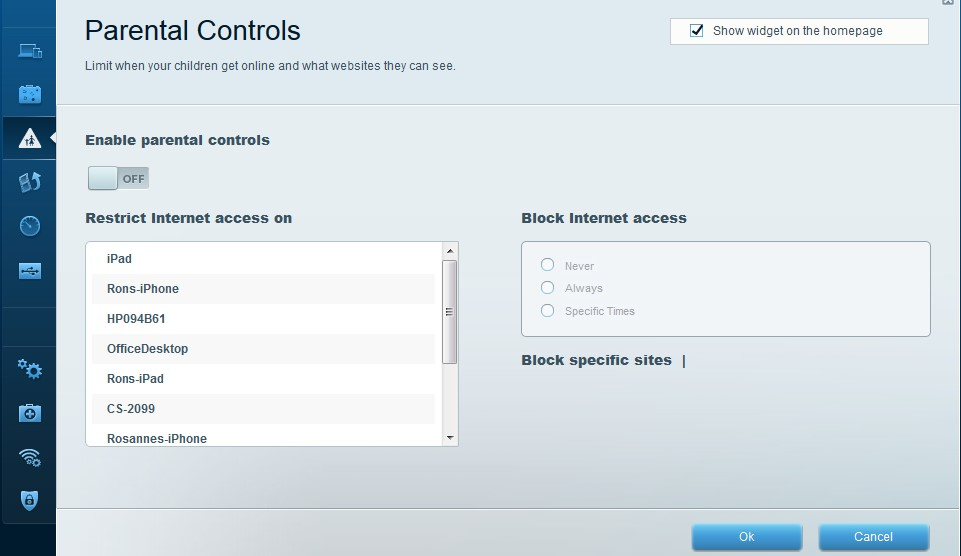 Parental Controls
Show widget on the homepage
Limit when your children get online and what websites they can see.
Enable parental controls
OFF
Restrict Internet access on
iPad
Rons-iPhone
HP094B61
OfficeDesktop
Rons-iPad
CS-2099
Rosannes-iPhone
Block Internet access
Never
Always
Specific Times
Block specific sites |
Ok
Cancel